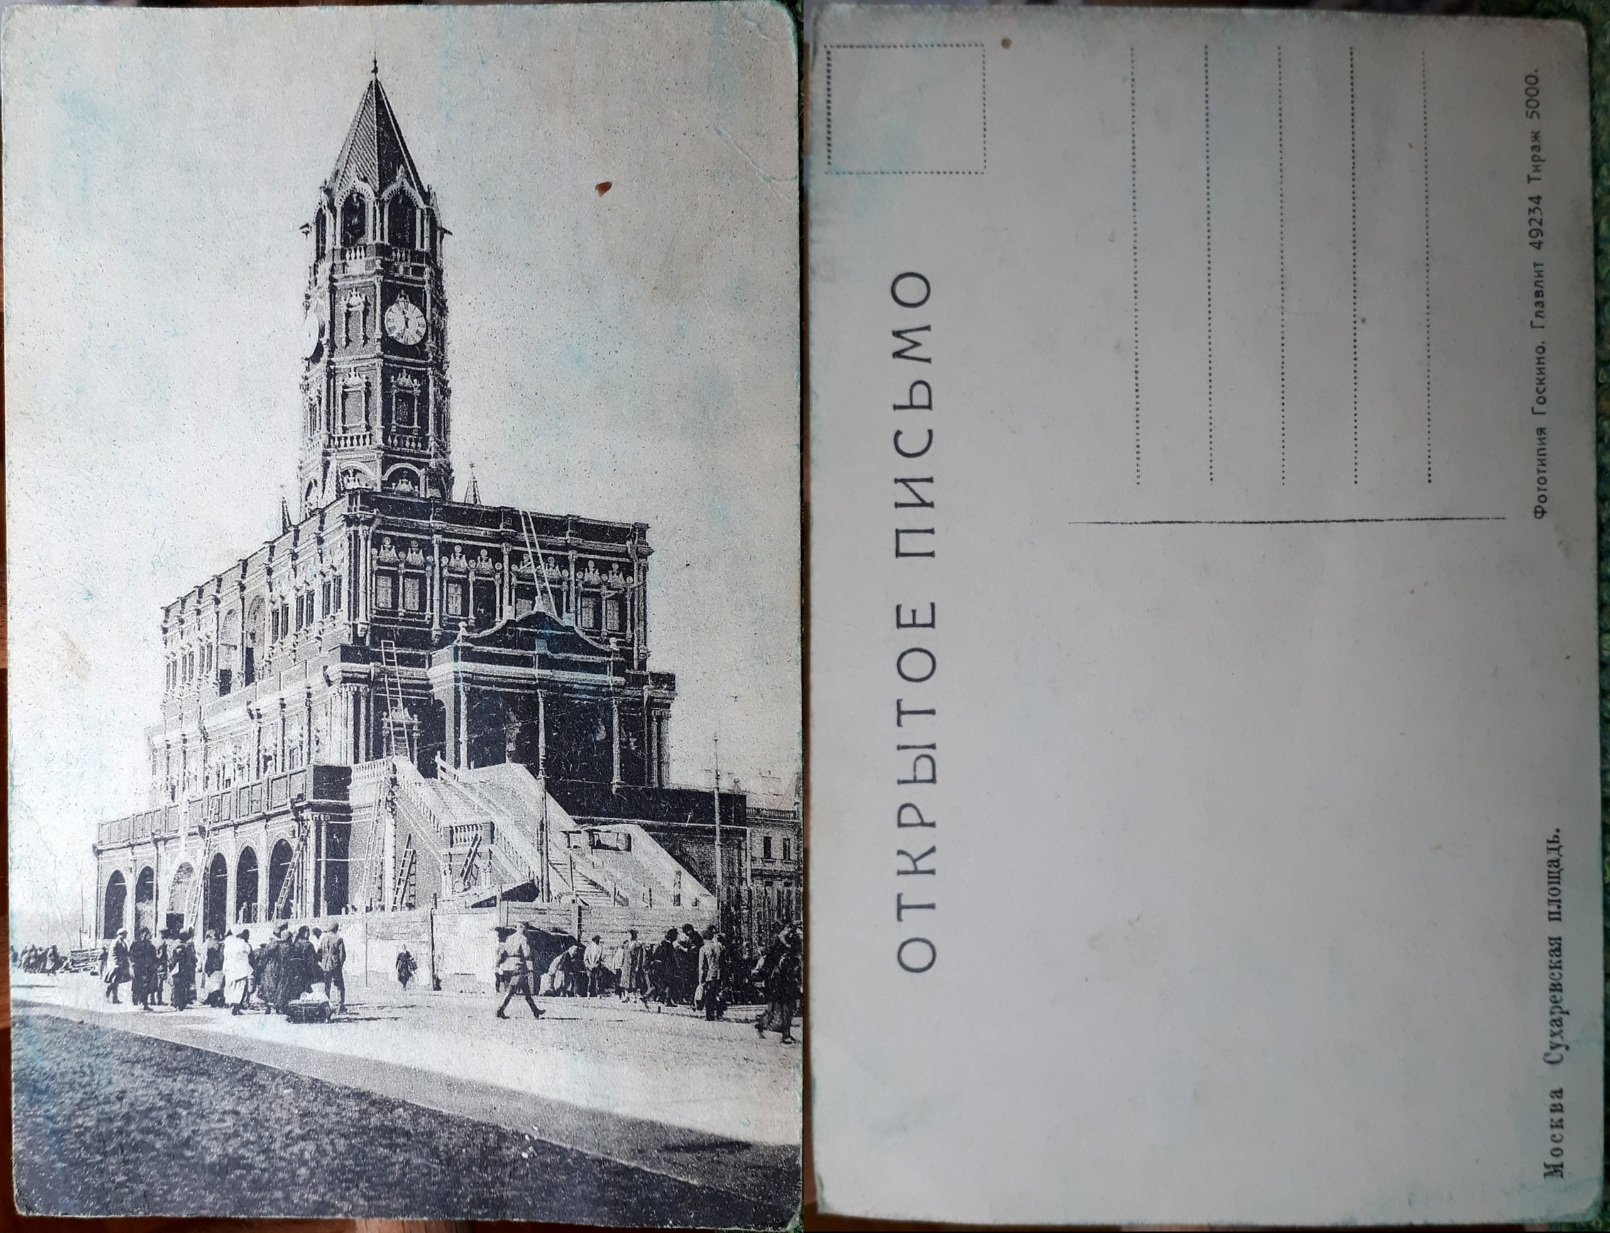 ОТКРЫТОЕ ПИСЬМО
Фототипия Госкино. Главлит 49234 Тираж 5000.
Москва Сухаревская площадь.